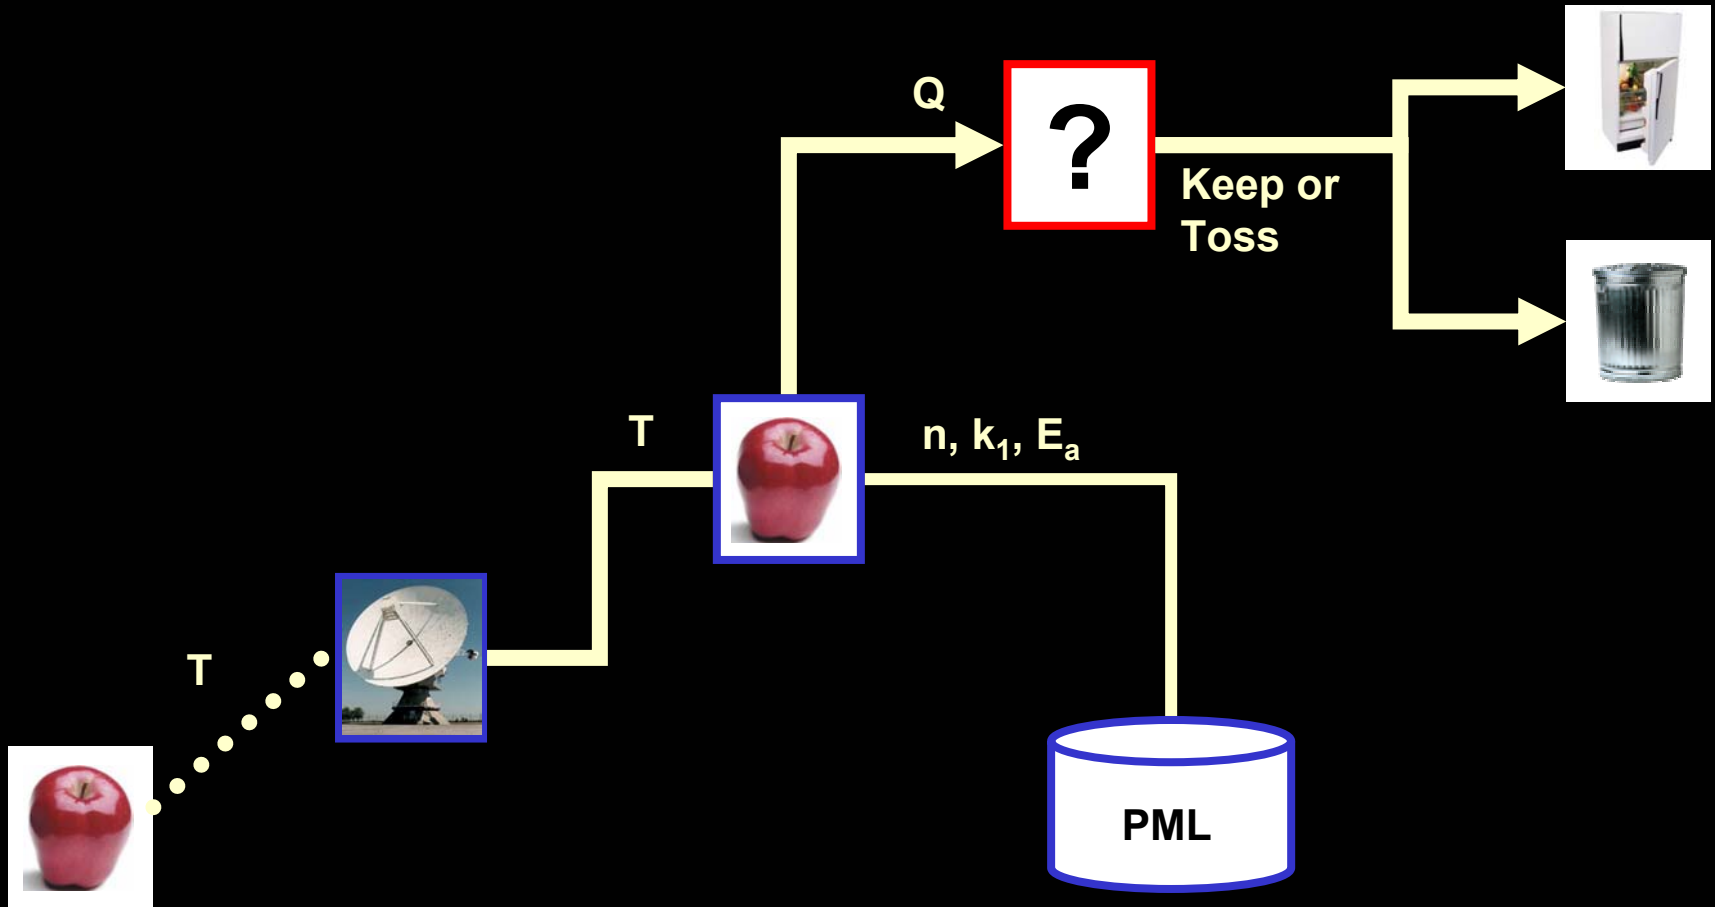 Q
?
Keep or
Toss
T
n, k₁, Eₐ
T
PML